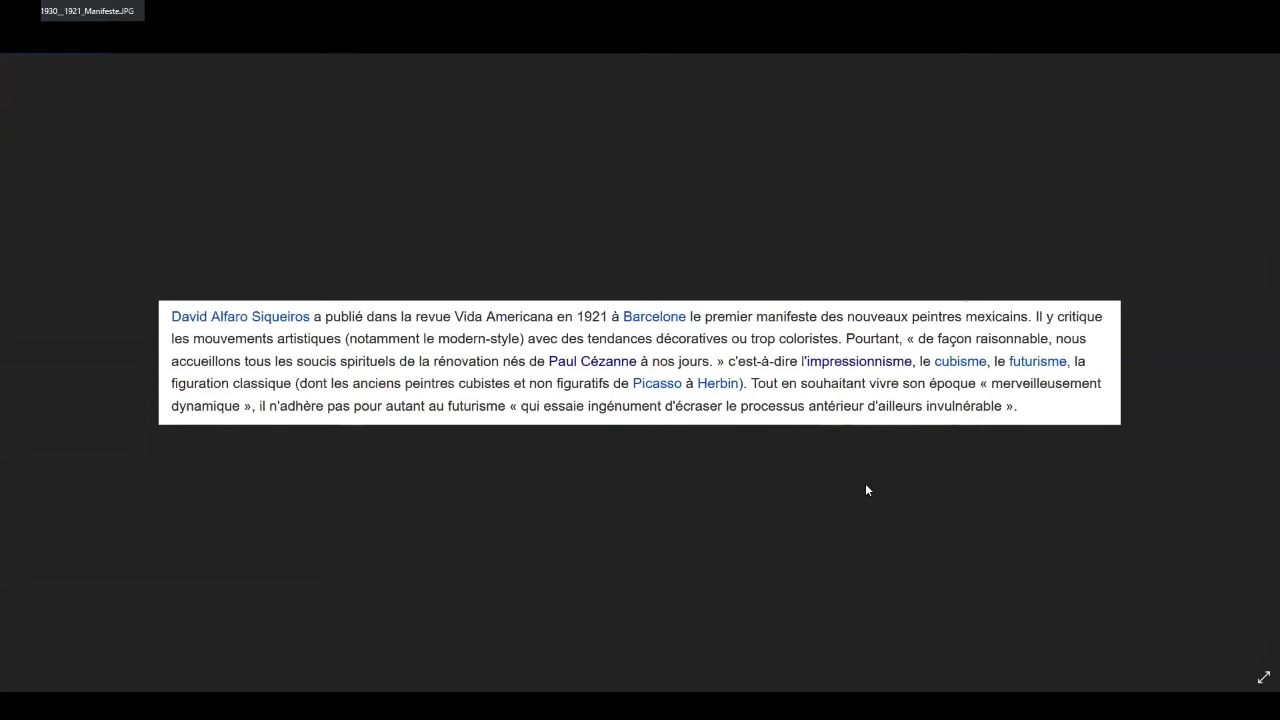 1930__1921_Manifeste.JPG
David Alfaro Siqueiros a publié dans la revue Vida Americana en 1921 à Barcelone le premier manifeste des nouveaux peintres mexicains. Il y critique
les mouvements artistiques (notamment le modern-style) avec des tendances décoratives ou trop coloristes. Pourtant, « de façon raisonnable, nous
accueillons tous les soucis spirituels de la rénovation nés de Paul Cézanne à nos jours. » c'est-à-dire l'impressionnisme, le cubisme, le futurisme, la
figuration classique (dont les anciens peintres cubistes et non figuratifs de Picasso à Herbin). Tout en souhaitant vivre son époque « merveilleusement
dynamique », il n'adhère pas pour autant au futurisme « qui essaie ingénument d'écraser le processus antérieur d'ailleurs invulnérable ».